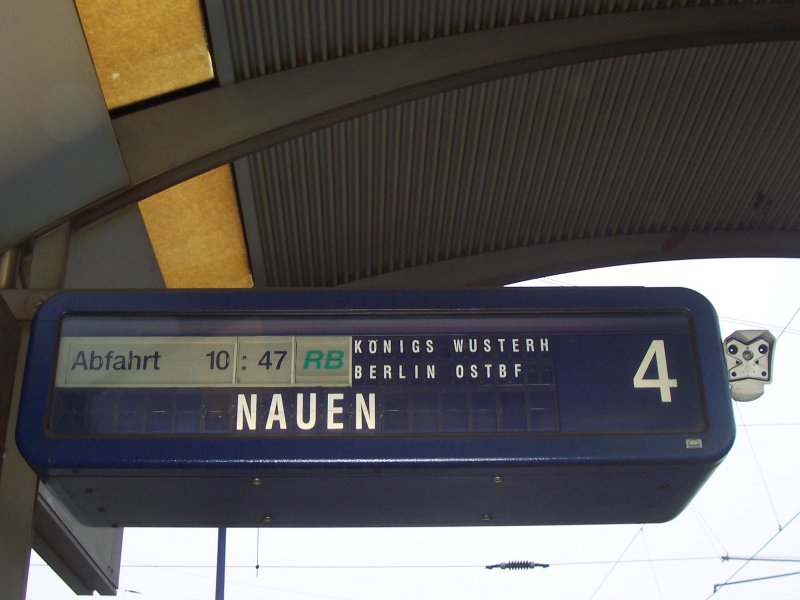 Abfahrt 10:47 RB KÖNIGS WUSTERH
BERLIN OSTBF
NAUEN
4